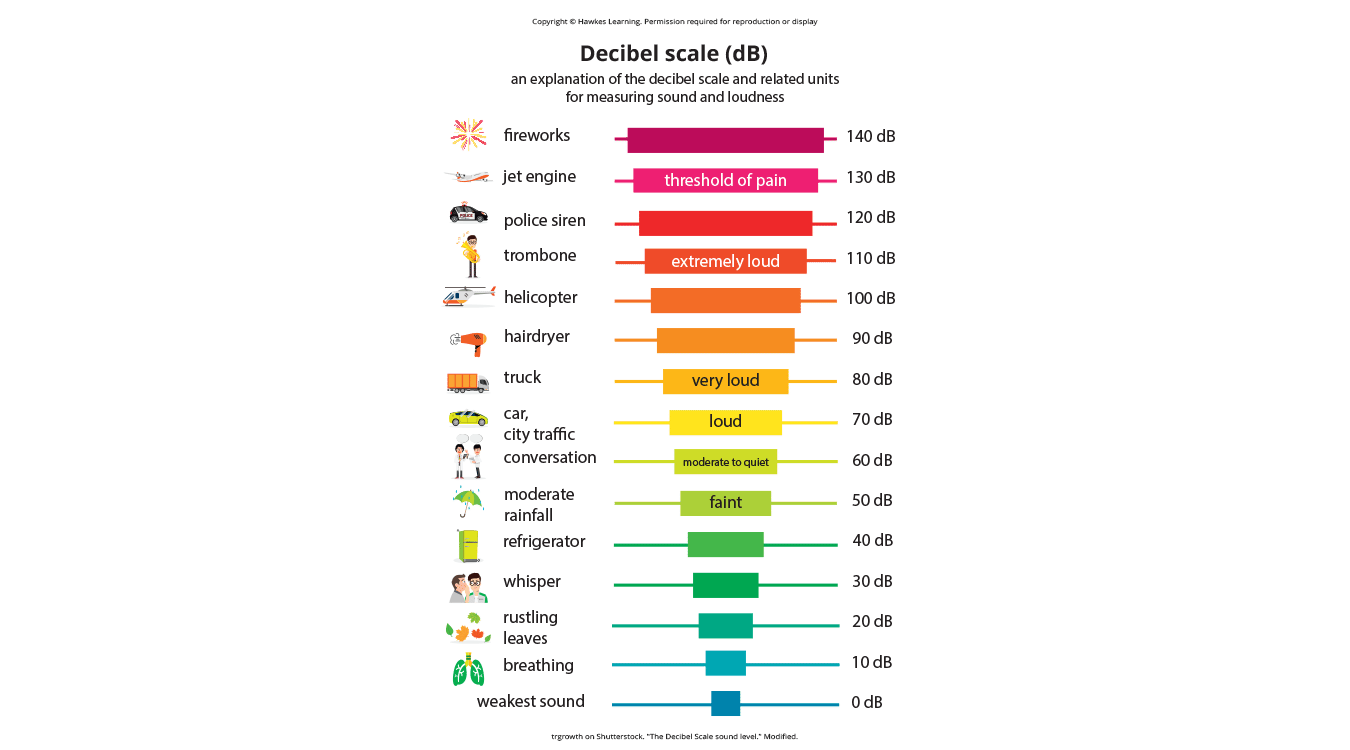 Copyright © Hawkes Learning. Permission required for reproduction or display
Decibel scale (dB)
an explanation of the decibel scale and related units
for measuring sound and loudness
fireworks 140 dB
jet engine threshold of pain 130 dB
POLICE
police siren 120 dB
trombone extremely loud 110 dB
helicopter 100 dB
hairdryer 90 dB
truck very loud 80 dB
car, loud 70 dB
city traffic
conversation moderate to quiet 60 dB
moderate faint 50 dB
rainfall
refrigerator 40 dB
whisper 30 dB
rustling 20 dB
leaves
breathing 10 dB
weakest sound 0 dB
trgrowth on Shutterstock. "The Decibel Scale sound level." Modified.